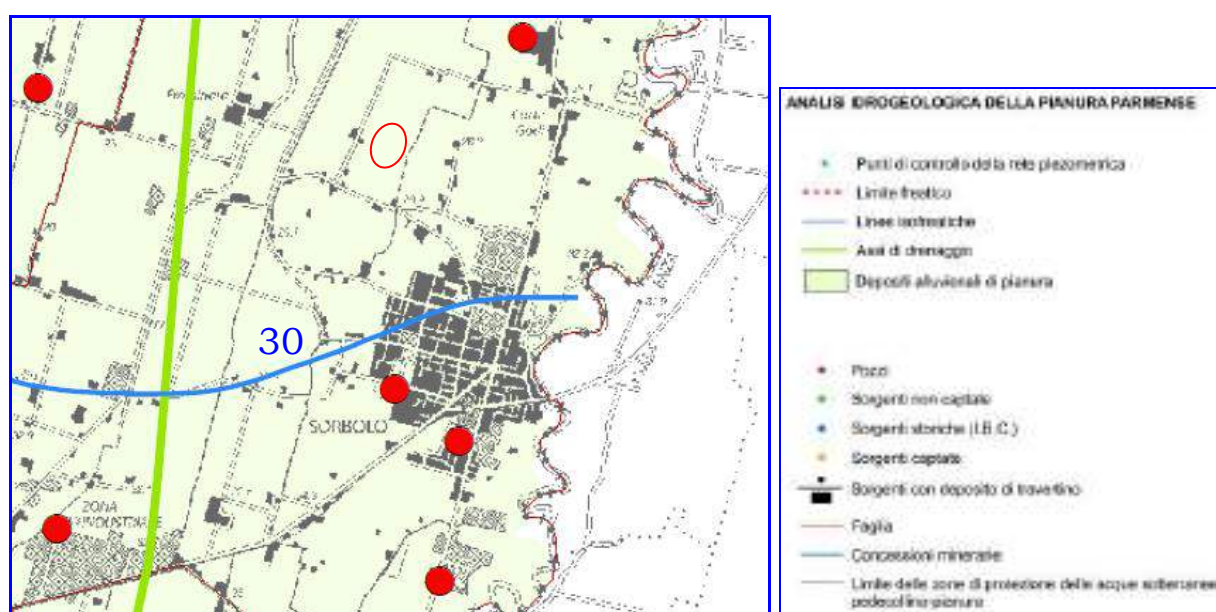 Casa
30
SORBOLO
ZONA
INDUSTRIALE
ANALISI IDROGEOLOGICA DELLA PIANURA PARMENSE
Punti di controllo della rete piezometrica
Limite freatico
Linee isofreatiche
Assi di drenaggio
Depositi alluvionali di pianura
Pozzi
Sorgenti non captate
Sorgenti storiche (I.B.C.)
Sorgenti captate
Sorgenti con deposito di travertino
Faglia
Concessioni minerarie
Limite delle zone di protezione delle acque sotterranee
pedecollina-pianura